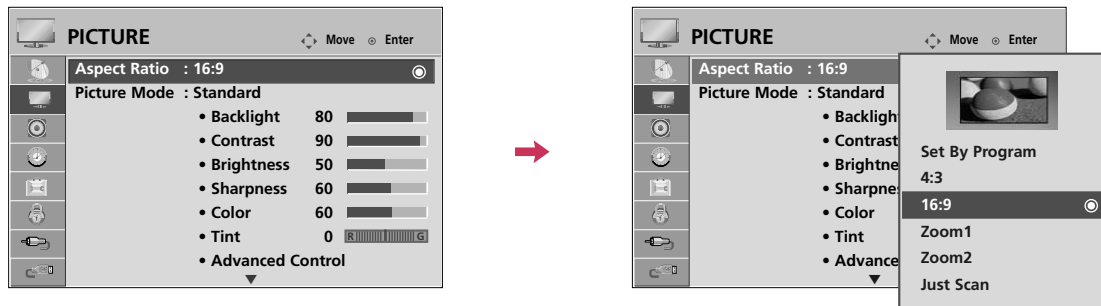 PICTURE Move Enter
Aspect Ratio : 16:9
Picture Mode : Standard
• Backlight 80
• Contrast 90
• Brightness 50
• Sharpness 60
• Color 60
• Tint 0 R G
• Advanced Control
PICTURE Move Enter
Aspect Ratio : 16:9
Picture Mode : Standard
• Backligh
• Contrast
• Brightne
• Sharpne
• Color
• Tint
• Advance
Set By Program
4:3
16:9
Zoom1
Zoom2
Just Scan